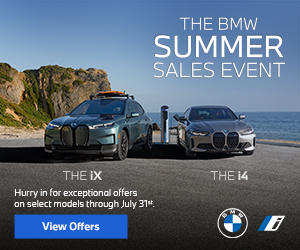 THE BMW
SUMMER
SALES EVENT
THE iX
THE i4
Hurry in for exceptional offers
on select models through July 31st.
View Offers
BMW
i